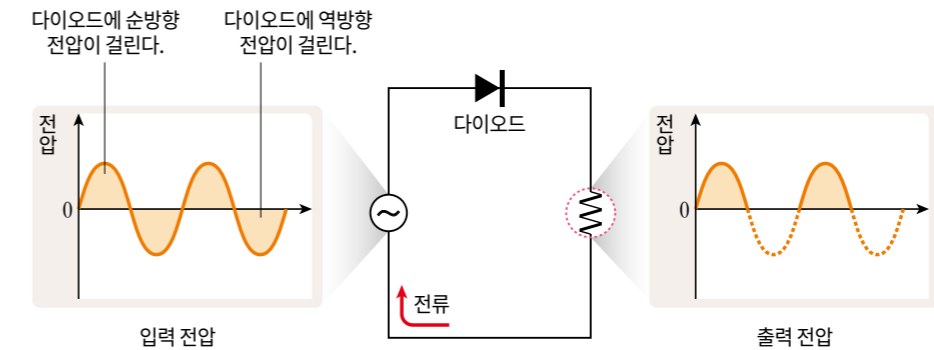 다이오드에 순방향
전압이 걸린다.
다이오드에 역방향
전압이 걸린다.
전압
0
입력 전압
다이오드
전류
전압
0
출력 전압